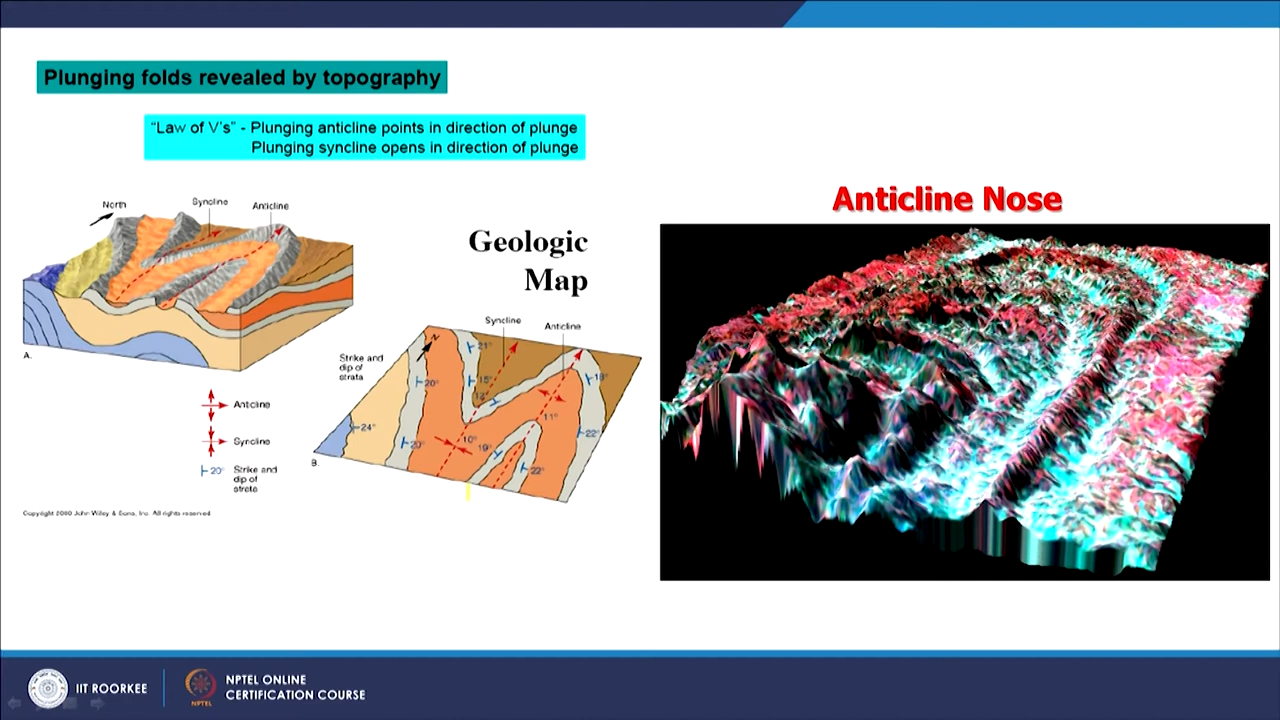 Plunging folds revealed by topography
“Law of V’s” - Plunging anticline points in direction of plunge
Plunging syncline opens in direction of plunge
Anticline Nose
North
Syncline
Anticline
A.
Geologic
Map
Syncline
Anticline
Strike and
dip of
strata
N
21°
20°
15°
12°
18°
24°
20°
10°
19°
11°
22°
22°
B.
Anticline
Syncline
20°
Strike and
dip of
strata
Copyright 2000 John Wiley & Sons, Inc. All rights reserved.
IIT ROORKEE
NPTEL
NPTEL ONLINE
CERTIFICATION COURSE